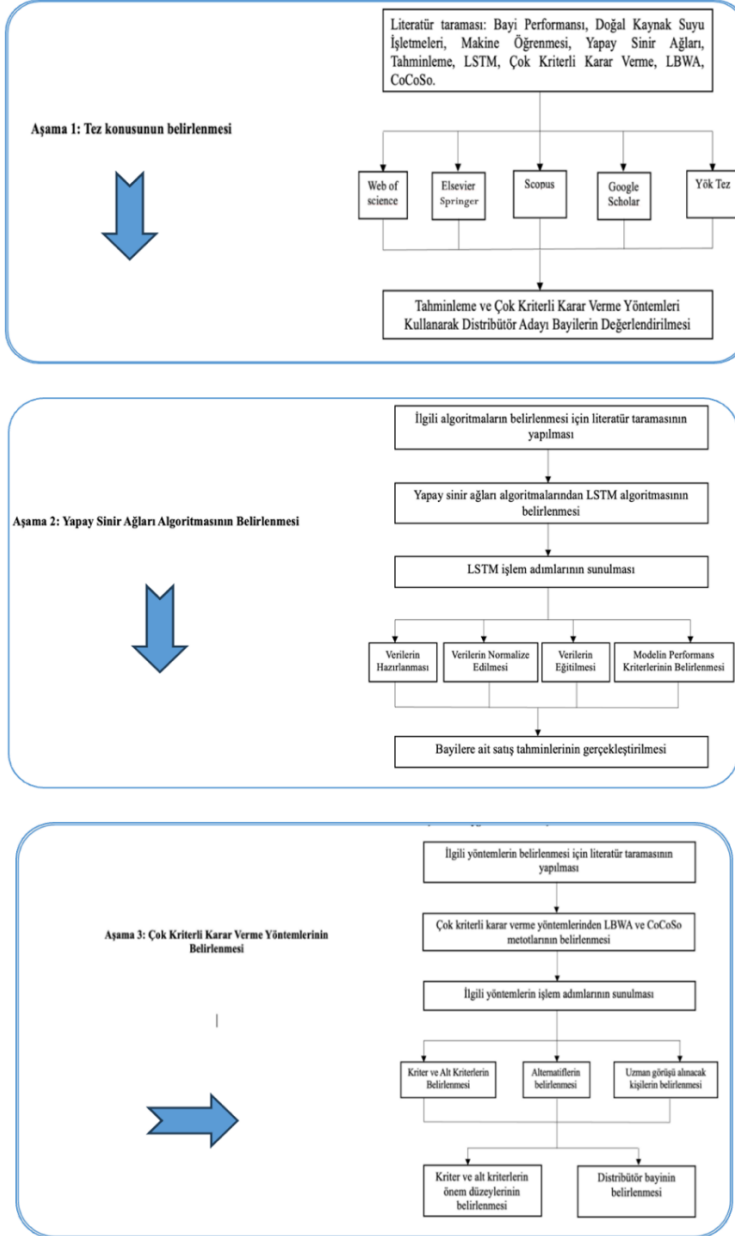 Literatür taraması: Bayi Performansı, Doğal Kaynak Suyu
İşletmeleri, Makine Öğrenmesi, Yapay Sinir Ağları,
Tahminleme, LSTM, Çok Kriterli Karar Verme, LBWA,
CoCoSo.
Aşama 1: Tez konusunun belirlenmesi
Web of
science
Elsevier
Springer
Scopus
Google
Scholar
Yök Tez
Tahminleme ve Çok Kriterli Karar Verme Yöntemleri
Kullanarak Distribütör Adayı Bayilerin Değerlendirilmesi
İlgili algoritmaların belirlenmesi için literatür taramasının
yapılması
Yapay sinir ağları algoritmalarından LSTM algoritmasının
belirlenmesi
Aşama 2: Yapay Sinir Ağları Algoritmasının Belirlenmesi
LSTM işlem adımlarının sunulması
Verilerin
Hazırlanması
Verilerin Normalize
Edilmesi
Verilerin
Eğitilmesi
Modelin Performans
Kriterlerinin Belirlenmesi
Bayilere ait satış tahminlerinin gerçekleştirilmesi
İlgili yöntemlerin belirlenmesi için literatür taramasının
yapılması
Aşama 3: Çok Kriterli Karar Verme Yöntemlerinin
Belirlenmesi
Çok kriterli karar verme yöntemlerinden LBWA ve CoCoSo
metotlarının belirlenmesi
İlgili yöntemlerin işlem adımlarının sunulması
Kriter ve Alt Kriterlerin
Belirlenmesi
Alternatiflerin
belirlenmesi
Uzman görüşü alınacak
kişilerin belirlenmesi
Kriter ve alt kriterlerin
önem düzeylerinin
belirlenmesi
Distribütör bayinin
belirlenmesi